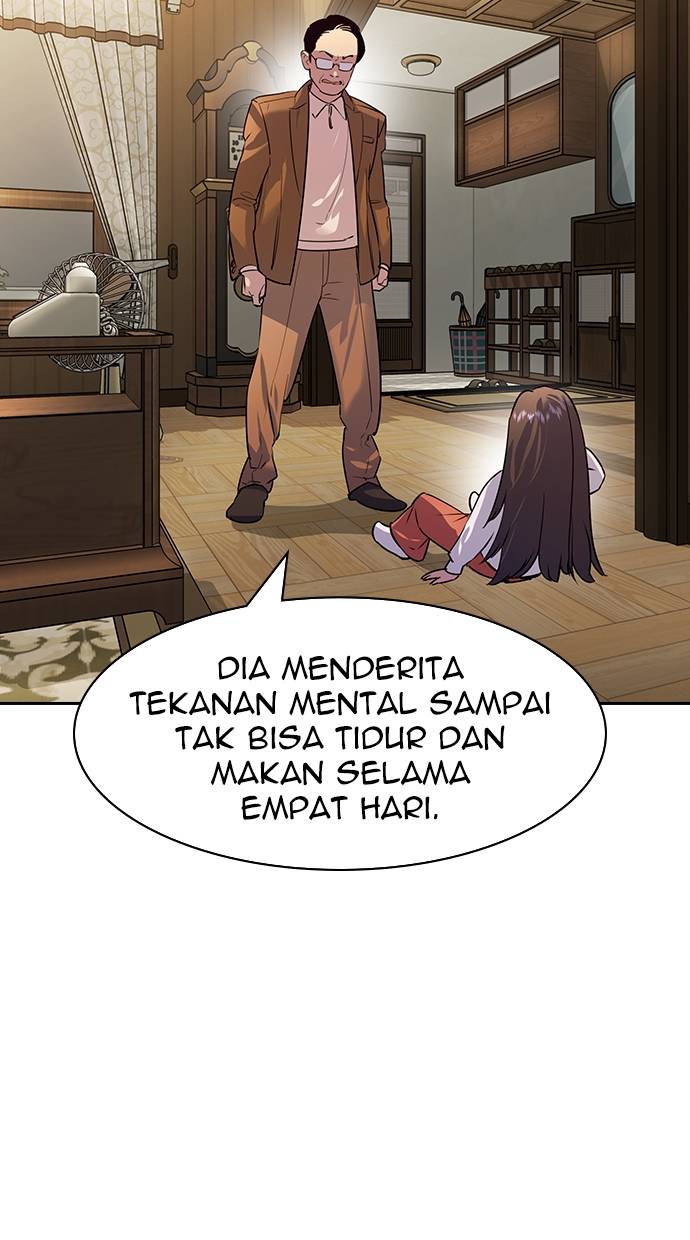 DIA MENDERITA
TEKANAN MENTAL SAMPAI
TAK BISA TIDUR DAN
MAKAN SELAMA
EMPAT HARI.